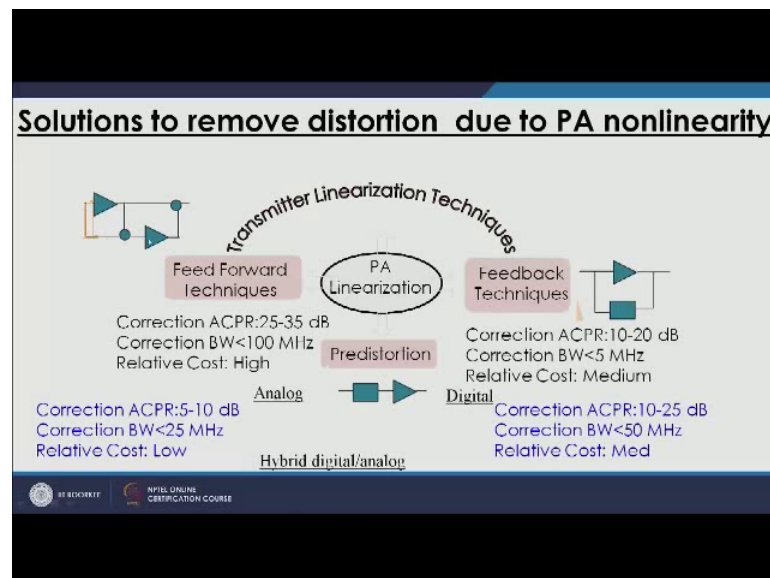 Solutions to remove distortion due to PA nonlinearity
Transmitter Linearization Techniques
Feed Forward
Techniques
PA
Linearization
Feedback
Techniques
Correction ACPR:25-35 dB
Correction BW<100 MHz
Relative Cost: High
Correction ACPR:10-20 dB
Correction BW<5 MHz
Relative Cost: Medium
Predistortion
Analog
Digital
Correction ACPR:5-10 dB
Correction BW<25 MHz
Relative Cost: Low
Correction ACPR:10-25 dB
Correction BW<50 MHz
Relative Cost: Med
Hybrid digital/analog
IIT ROORKEE
NPTEL ONLINE
CERTIFICATION COURSE